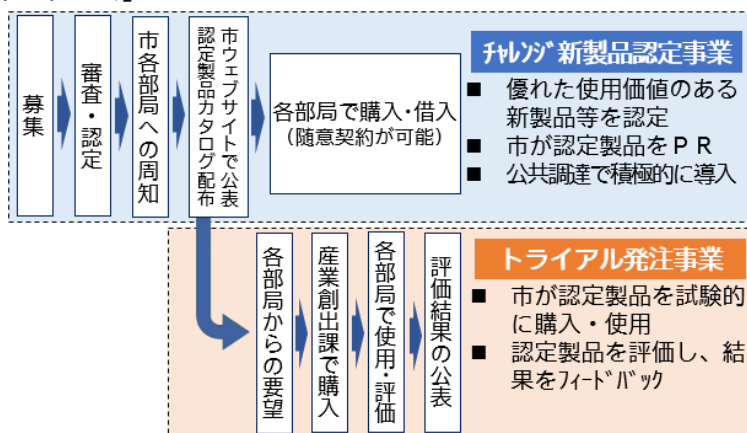 募集
審査・認定
市各部局への周知
市ウェブサイトで公表
認定製品カタログ配布
各部局で購入・借入
（随意契約が可能）
ﾁｬﾚﾝｼﾞ新製品認定事業
■ 優れた使用価値のある
新製品等を認定
■ 市が認定製品をＰＲ
■ 公共調達で積極的に導入
各部局からの要望
産業創出課で購入
各部局で使用・評価
評価結果の公表
トライアル発注事業
■ 市が認定製品を試験的
に購入・使用
■ 認定製品を評価し、結
果をﾌｨｰﾄﾞﾊﾞｯｸ